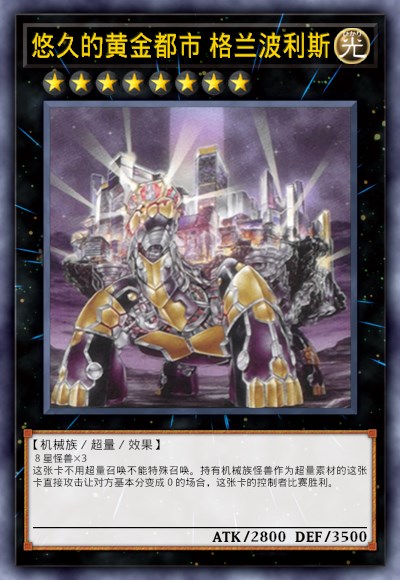 悠久的黄金都市 格兰波利斯
光
【机械族／超量／效果】
８星怪兽×3
这张卡不用超量召唤不能特殊召唤。持有机械族怪兽作为超量素材的这张
卡直接攻击让对方基本分变成０的场合，这张卡的控制者比赛胜利。
ATK/2800 DEF/3500